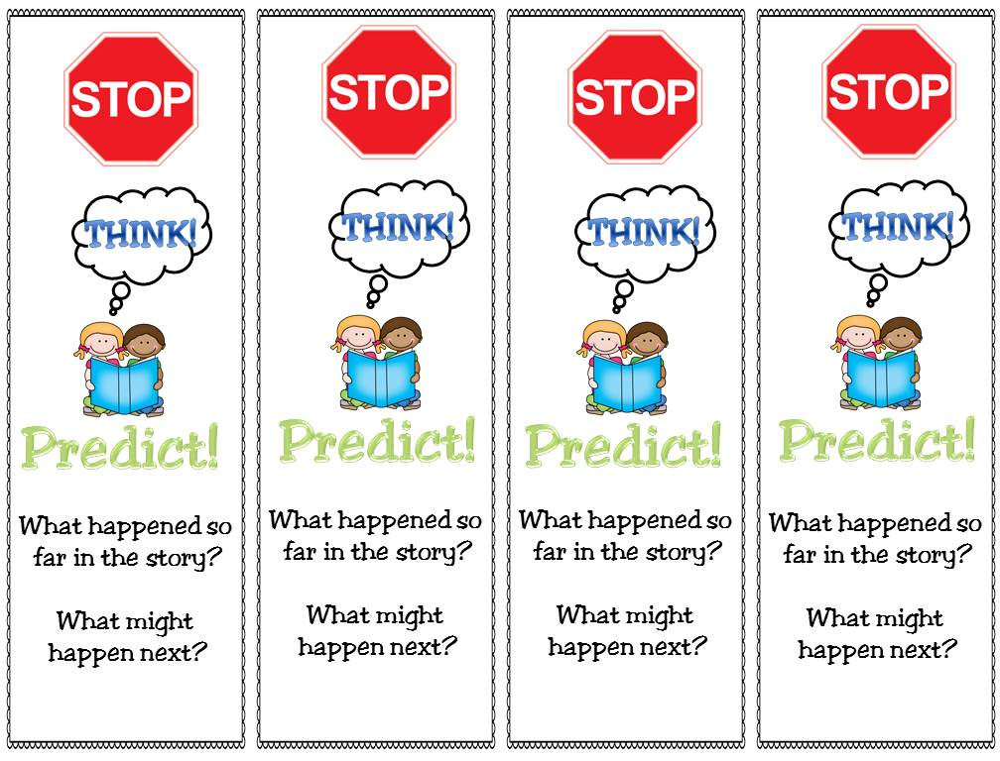 STOP
THINK!
Predict!
What happened so
far in the story?
What might
happen next?
STOP
THINK!
Predict!
What happened so
far in the story?
What might
happen next?
STOP
THINK!
Predict!
What happened so
far in the story?
What might
happen next?
STOP
THINK!
Predict!
What happened so
far in the story?
What might
happen next?